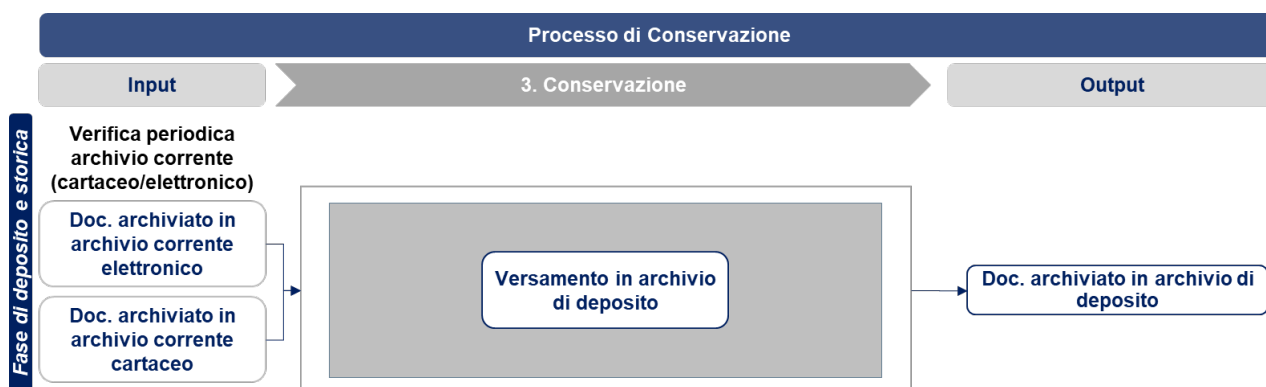 Processo di Conservazione
Input
3. Conservazione
Output
Fase di deposito e storica
Verifica periodica
archivio corrente
(cartaceo/elettronico)
Doc. archiviato in
archivio corrente
elettronico
Doc. archiviato in
archivio corrente
cartaceo
Versamento in archivio
di deposito
Doc. archiviato in archivio di
deposito